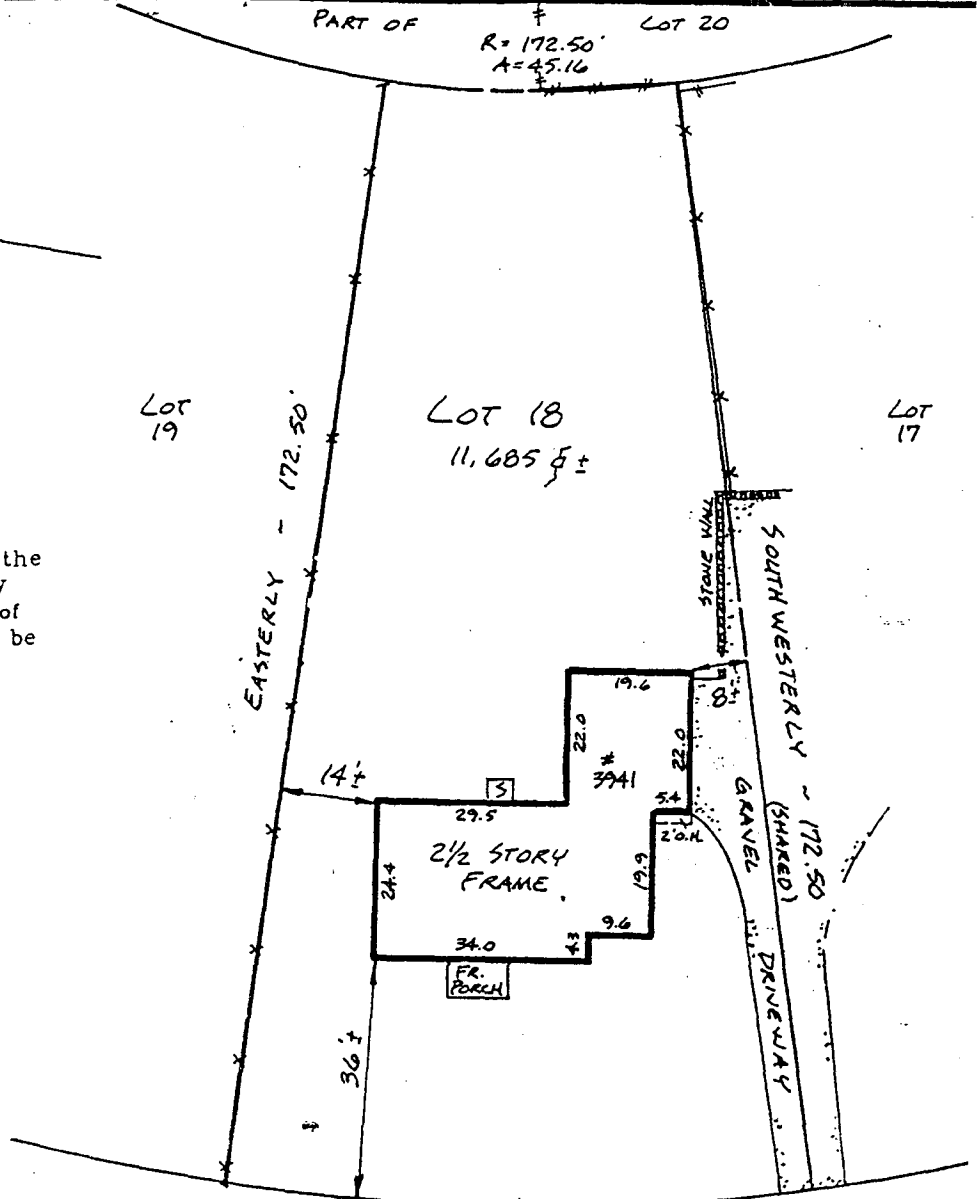 PART OF LOT 20
R= 172.50'
A=45.16
LOT
19
LOT 18
11,685 ±
LOT
17
EASTERLY ~ 172.50'
the
y
of
be
STONE WALL
SOUTHWESTERLY ~ 172.50
(SHARED)
GRAVEL DRIVEWAY
8'±
19.6
22.0
#
3941
22.0
14'±
S
29.5
5.4
2'O.H.
2 1/2 STORY
FRAME
24.4
19.9
9.6
4.3
34.0
FR.
PORCH
36'±